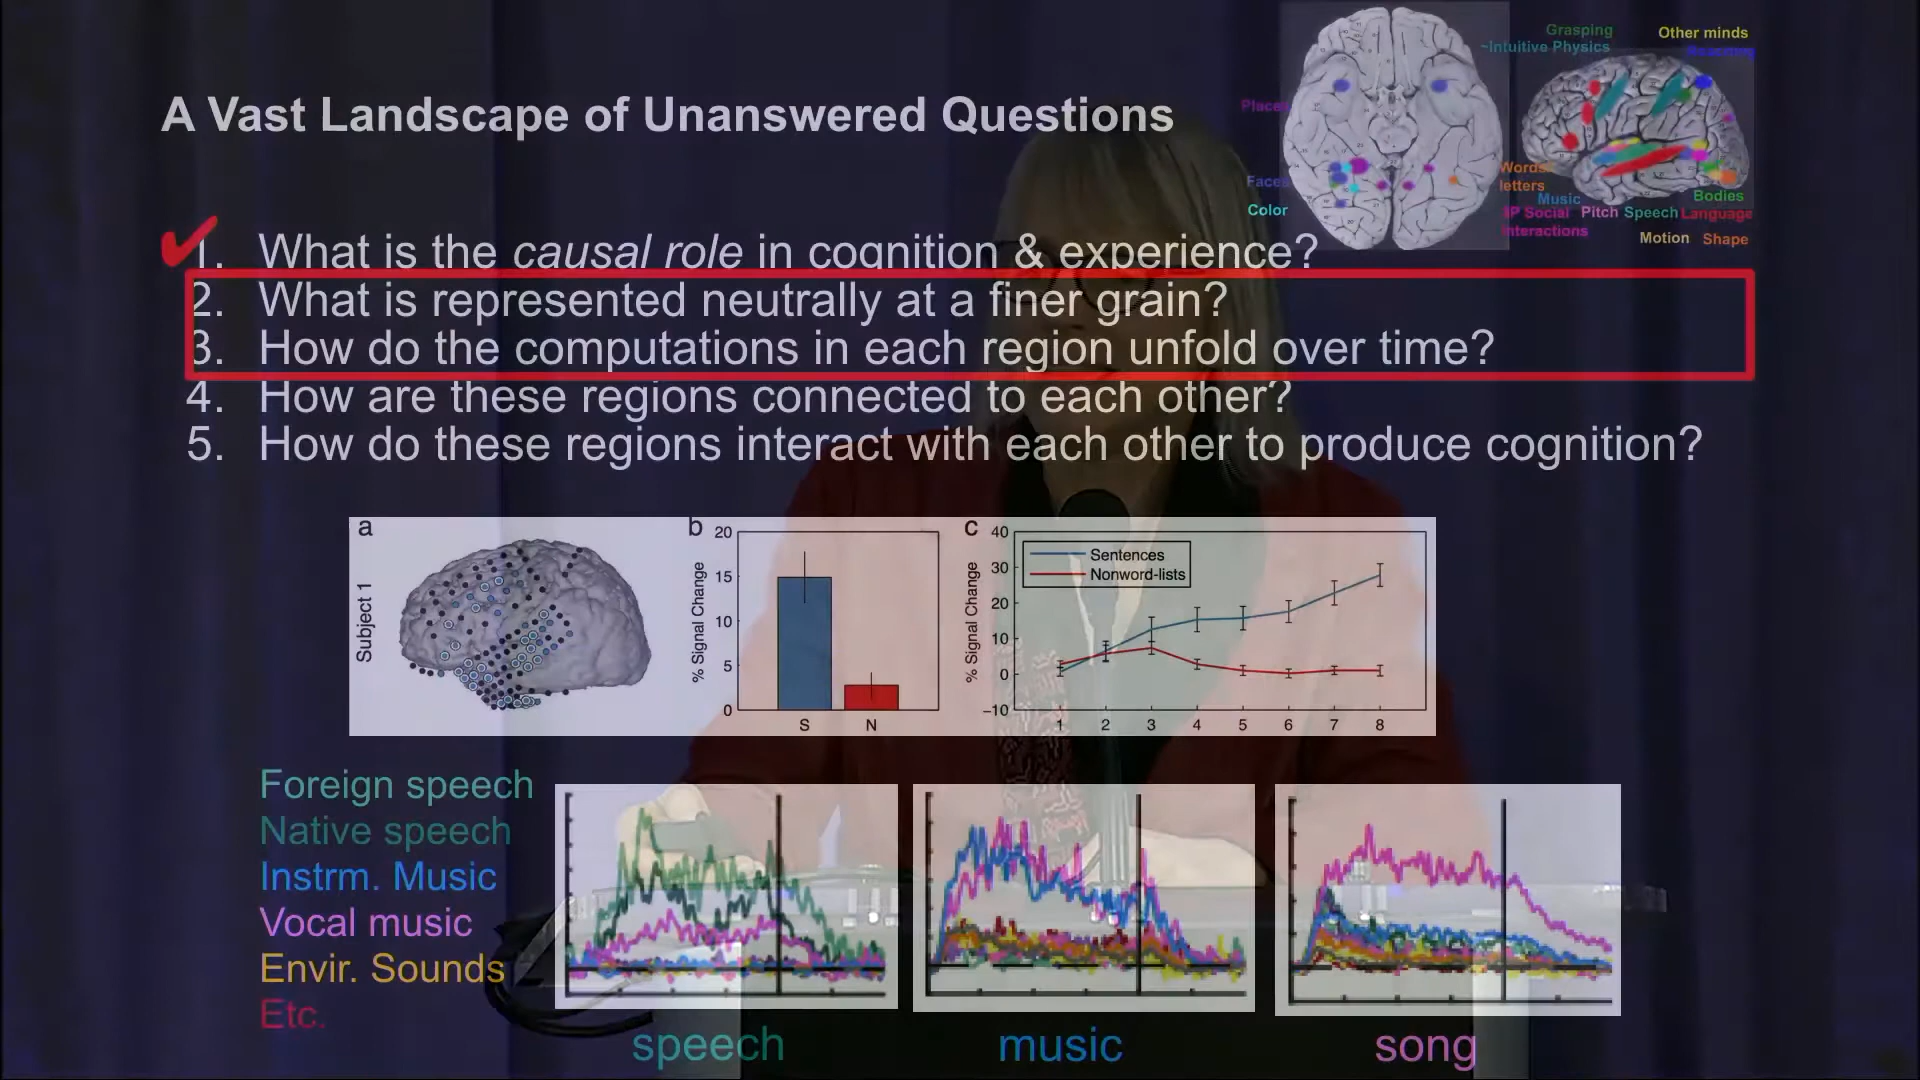 A Vast Landscape of Unanswered Questions
1. What is the causal role in cognition & experience?
2. What is represented neutrally at a finer grain?
3. How do the computations in each region unfold over time?
4. How are these regions connected to each other?
5. How do these regions interact with each other to produce cognition?
Grasping
~Intuitive Physics
Other minds
Places
Faces
Color
Words
letters
Music
Bodies
Pitch Speech Language
Social
Interactions
Motion Shape
a
Subject 1
b
% Signal Change
20
15
10
5
0
S N
c
% Signal Change
40
30
20
10
0
-10
Sentences
Nonword-lists
1 2 3 4 5 6 7 8
Foreign speech
Native speech
Instrm. Music
Vocal music
Envir. Sounds
Etc.
speech
music
song